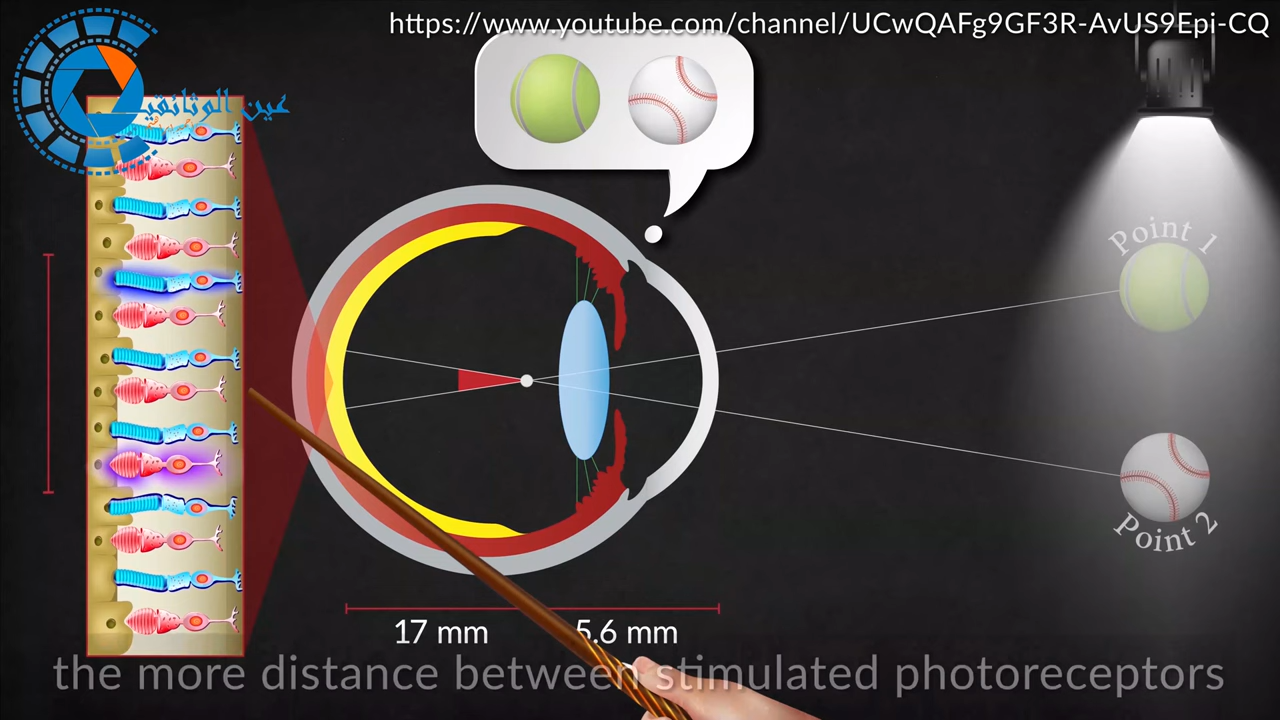 https://www.youtube.com/channel/UCwQAFg9GF3R-AvUS9Epi-CQ
عين الوثائقية
Point 1
Point 2
17 mm
5.6 mm
the more distance between stimulated photoreceptors